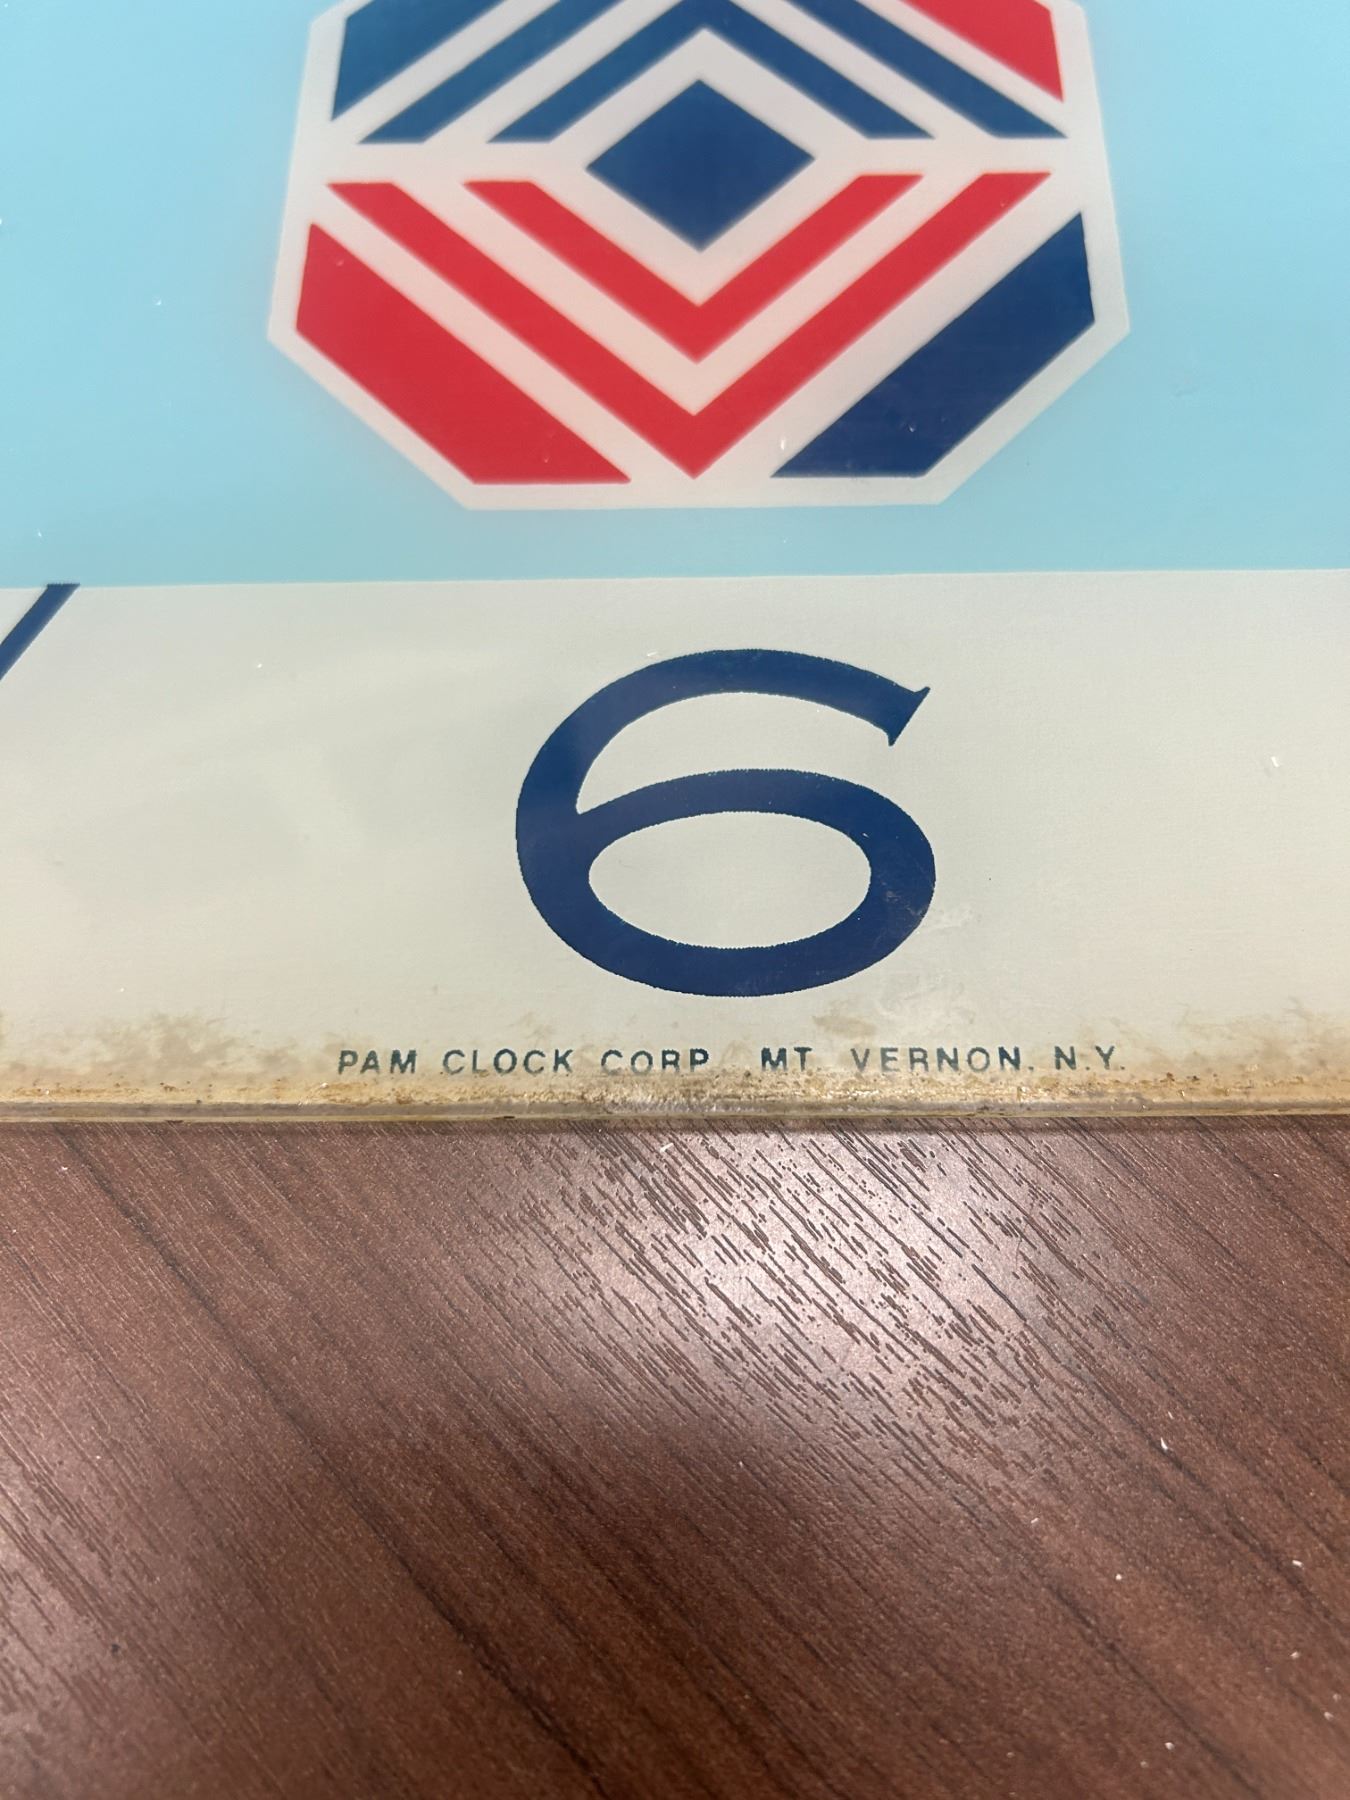 6
PAM CLOCK CORP. MT. VERNON, N.Y.